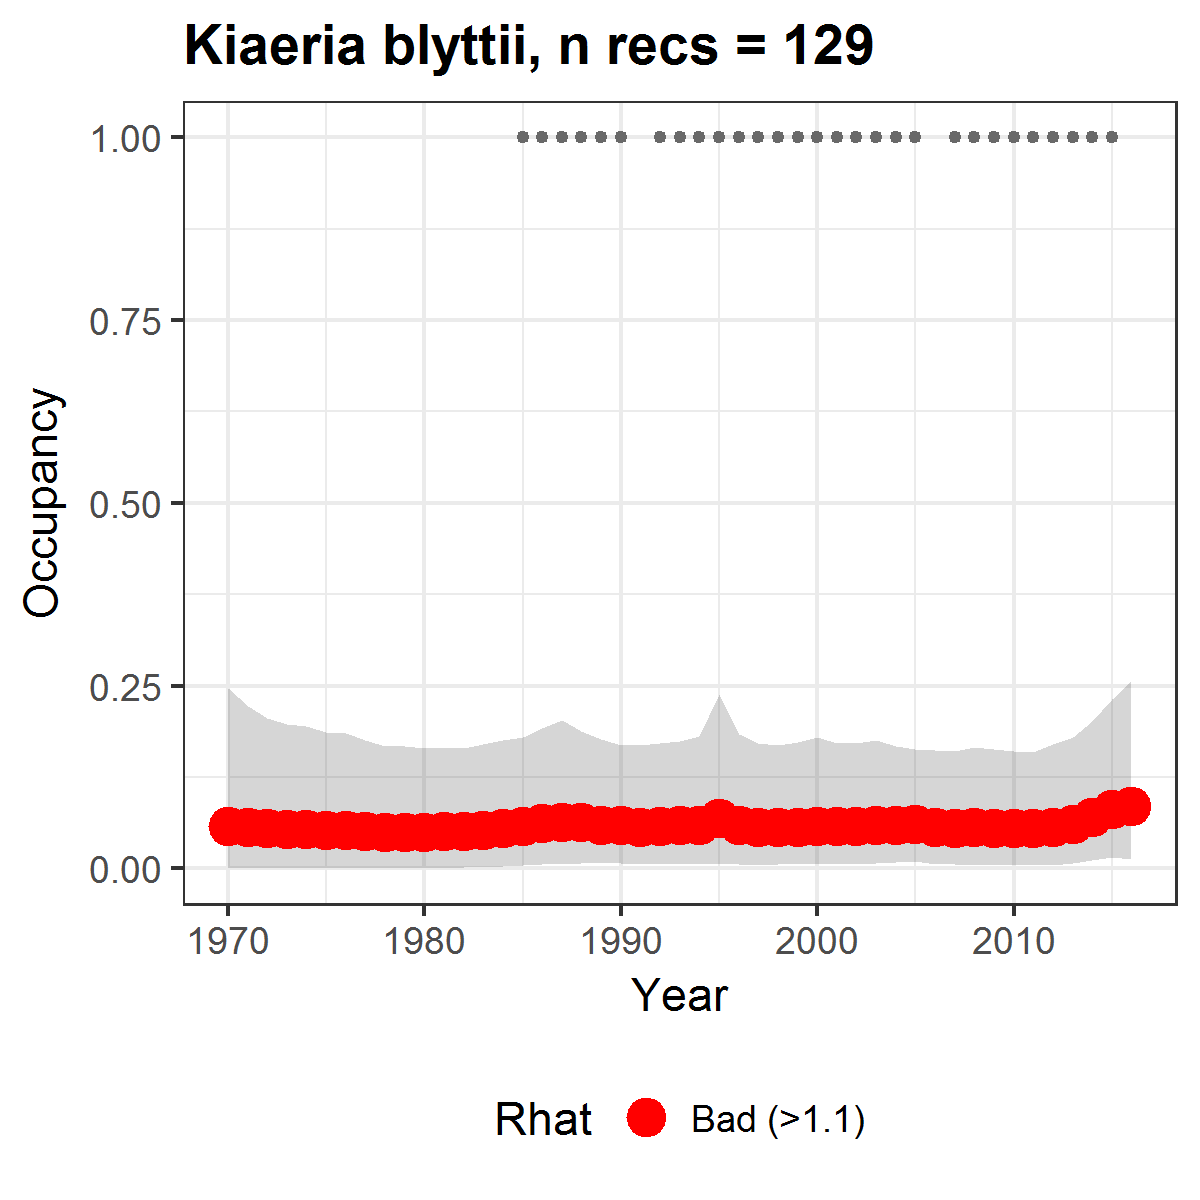 Kiaeria blyttii, n recs = 129
1.00
0.75
0.50
0.25
0.00
Occupancy
1970 1980 1990 2000 2010
Year
Rhat Bad (>1.1)